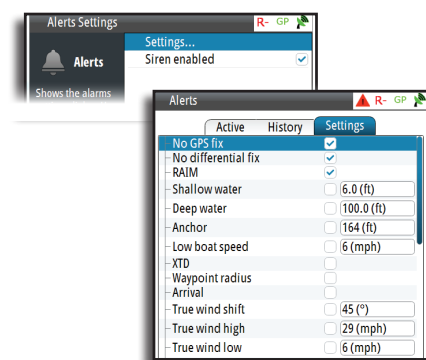 Alerts Settings R- GP
Settings...
Alerts
Siren enabled
Shows the alarms
Alerts R- GP
Active History Settings
No GPS fix
No differential fix
RAIM
Shallow water 6.0 (ft)
Deep water 100.0 (ft)
Anchor 164 (ft)
Low boat speed 6 (mph)
XTD
Waypoint radius
Arrival
True wind shift 45 (°)
True wind high 29 (mph)
True wind low 6 (mph)